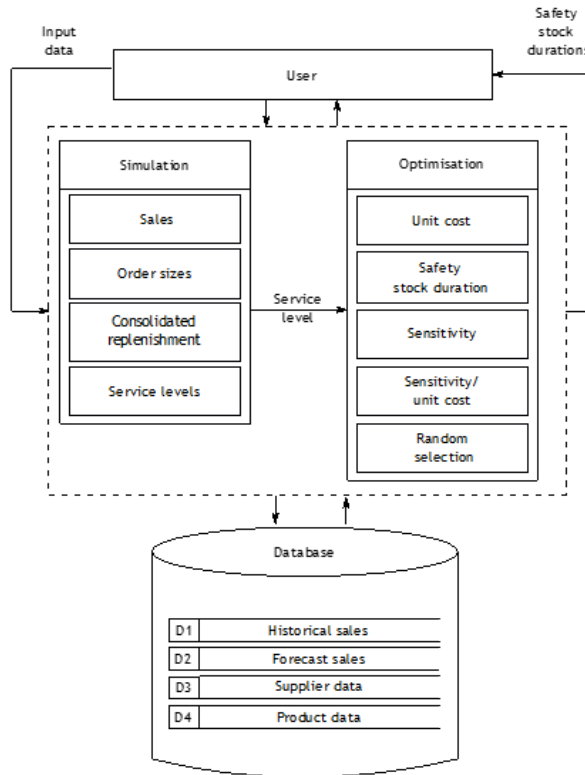 Input
data
Safety
stock
durations
User
Simulation
Sales
Order sizes
Consolidated
replenishment
Service levels
Service
level
Optimisation
Unit cost
Safety
stock duration
Sensitivity
Sensitivity/
unit cost
Random
selection
Database
D1 Historical sales
D2 Forecast sales
D3 Supplier data
D4 Product data